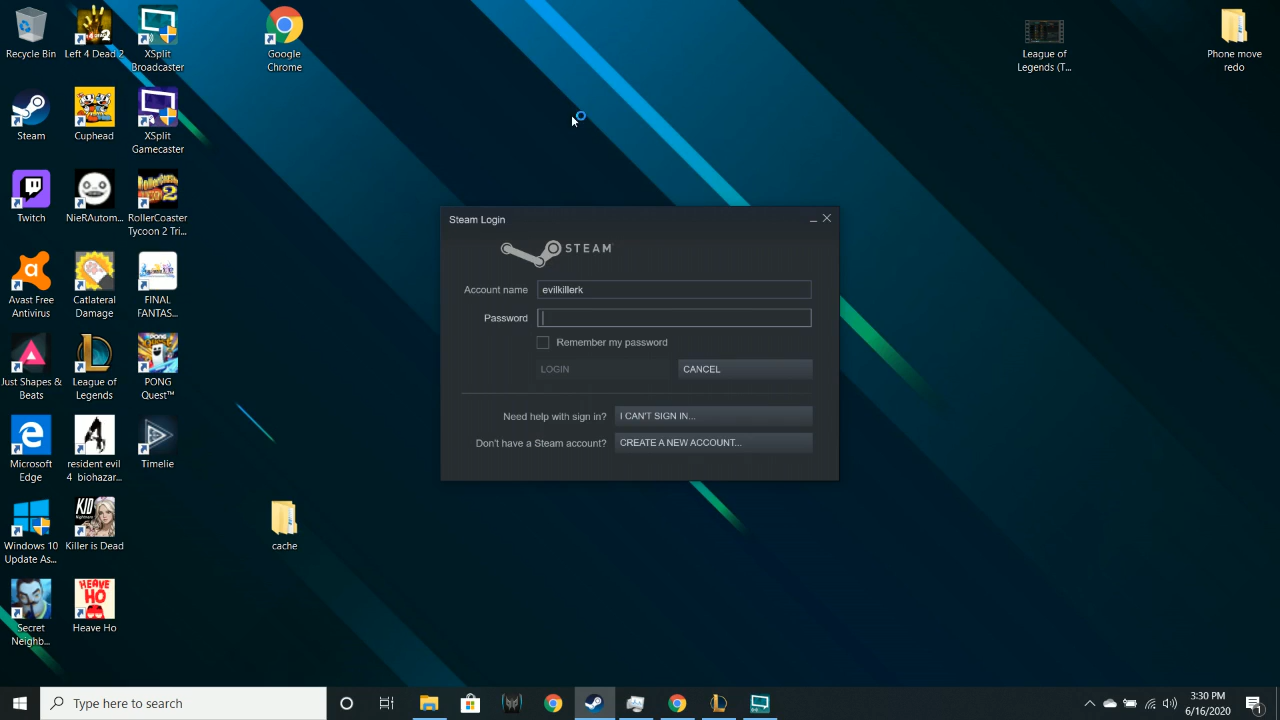 Recycle Bin
Left 4 Dead 2
XSplit
Broadcaster
Google
Chrome
League of
Legends (T...
Phone move
redo
Steam
Cuphead
XSplit
Gamecaster
Twitch
NieRAutom...
RollerCoaster
Tycoon 2 Tri...
Avast Free
Antivirus
Catlateral
Damage
FINAL
FANTAS...
Just Shapes &
Beats
League of
Legends
PONG
Quest™
Microsoft
Edge
resident evil
4 biohazar...
Timelie
Windows 10
Update As...
KILLER
Killer is Dead
cache
Secret
Neighb...
HEAVE
HO
Heave Ho
Steam Login
STEAM
Account name
evilkillerk
Password
Remember my password
LOGIN
CANCEL
Need help with sign in?
I CAN'T SIGN IN...
Don't have a Steam account?
CREATE A NEW ACCOUNT...
Type here to search
3:30 PM
6/16/2020
1